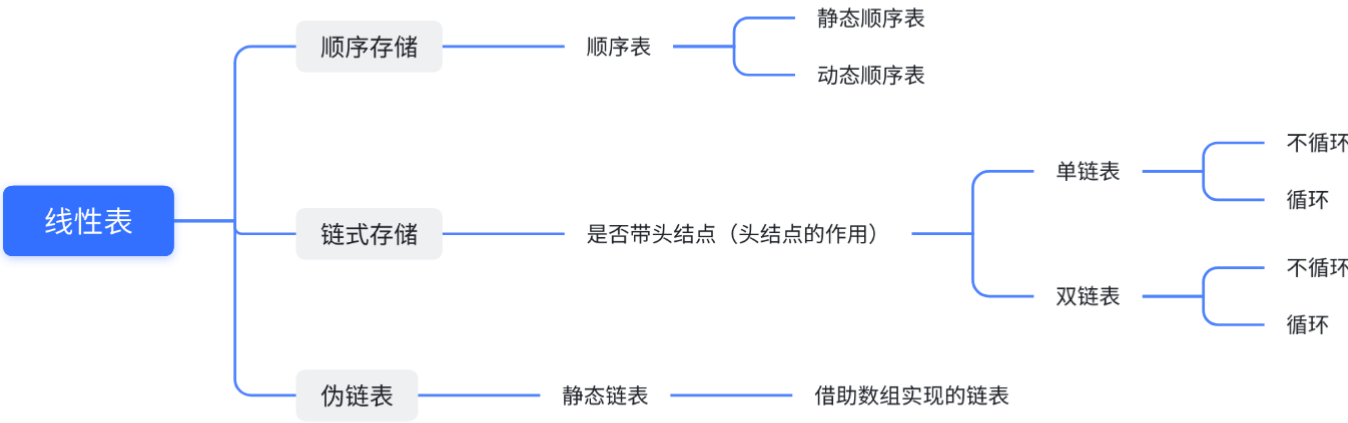 线性表
顺序存储
顺序表
静态顺序表
动态顺序表
链式存储
是否带头结点（头结点的作用）
单链表
不循环
循环
双链表
不循环
循环
伪链表
静态链表
借助数组实现的链表